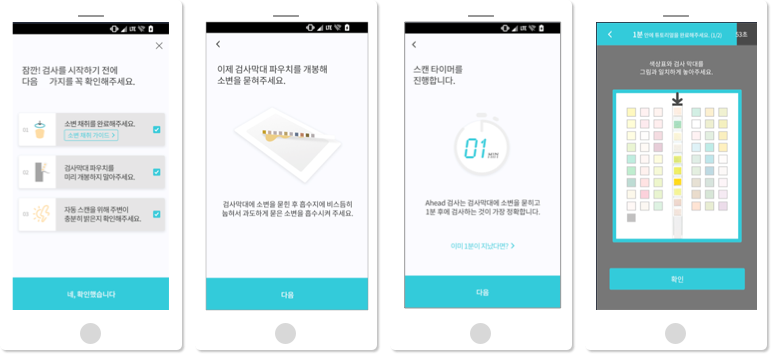 잠깐! 검사를 시작하기 전에
다음 가지를 꼭 확인해주세요.
01
소변 채취를 완료해주세요.
소변 채취 가이드 >
02
검사막대 파우치를
미리 개봉하지 말아주세요.
03
자동 스캔을 위해 주변이
충분히 밝은지 확인해주세요.
네, 확인했습니다
LTE
이제 검사막대 파우치를 개봉해
소변을 묻혀주세요.
검사막대에 소변을 묻힌 후 흡수지에 비스듬히
눕혀서 과도하게 묻은 소변을 흡수시켜 주세요.
다음
LTE
스캔 타이머를
진행합니다.
01 MIN
Ahead 검사는 검사막대에 소변을 묻히고
1분 후에 검사하는 것이 가장 정확합니다.
이미 1분이 지났다면? >
다음
LTE
1분 안에 튜토리얼을 완료해주세요. (1/2)
53초
색상표와 검사 막대를
그림과 일치하게 놓아주세요.
확인